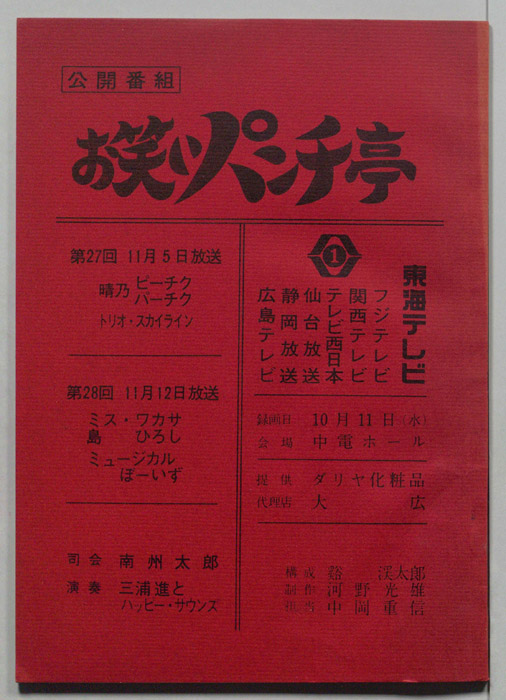 公開番組
お笑いパンチ亭
第27回 11月5日放送
晴乃 ピーチク
パーチク
トリオ・スカイライン
第28回 11月12日放送
ミス・ワカサ
島 ひろし
ミュージカル
ぼーいず
司会 南州太郎
演奏 三浦進と
ハッピー・サウンズ
1
東海テレビ
フジテレビ
関西テレビ
テレビ西日本
仙台放送
静岡放送
広島テレビ
録画日 10月11日(水)
会場 中電ホール
提供 ダリヤ化粧品
代理店 大広
構成 谿渓太郎
制作 河野光雄
担当 中岡重信